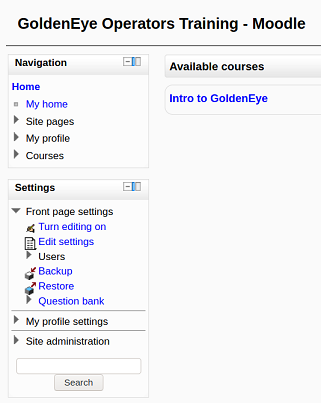 GoldenEye Operators Training - Moodle
Navigation
Home
My home
Site pages
My profile
Courses
Available courses
Intro to GoldenEye
Settings
Front page settings
Turn editing on
Edit settings
Users
Backup
Restore
Question bank
My profile settings
Site administration
Search